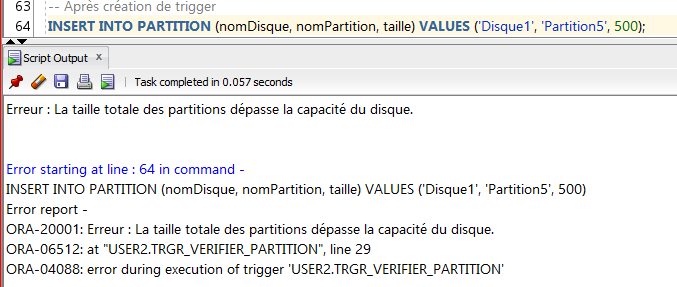 63
-- Après création de trigger
64
INSERT INTO PARTITION (nomDisque, nomPartition, taille) VALUES ('Disque1', 'Partition5', 500);
Script Output x
Task completed in 0.057 seconds
Erreur : La taille totale des partitions dépasse la capacité du disque.
Error starting at line : 64 in command -
INSERT INTO PARTITION (nomDisque, nomPartition, taille) VALUES ('Disque1', 'Partition5', 500)
Error report -
ORA-20001: Erreur : La taille totale des partitions dépasse la capacité du disque.
ORA-06512: at "USER2.TRGR_VERIFIER_PARTITION", line 29
ORA-04088: error during execution of trigger 'USER2.TRGR_VERIFIER_PARTITION'